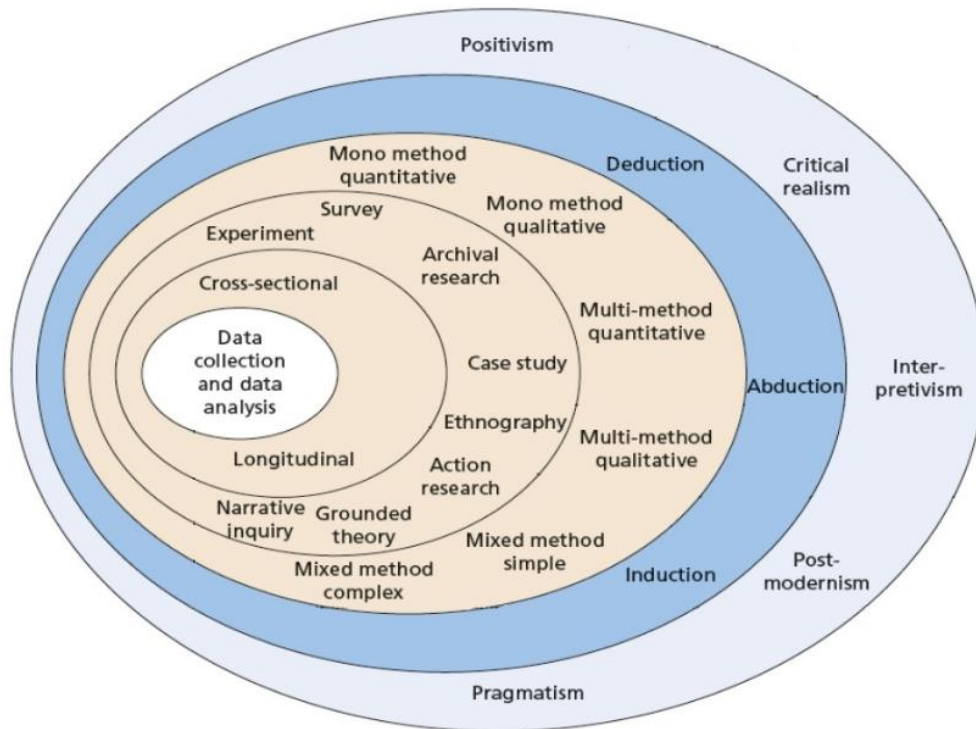 Positivism
Critical
realism
Inter-
pretivism
Post-
modernism
Pragmatism
Deduction
Abduction
Induction
Mono method
quantitative
Mono method
qualitative
Multi-method
quantitative
Multi-method
qualitative
Mixed method
simple
Mixed method
complex
Survey
Experiment
Archival
research
Case study
Ethnography
Action
research
Grounded
theory
Narrative
inquiry
Cross-sectional
Longitudinal
Data
collection
and data
analysis